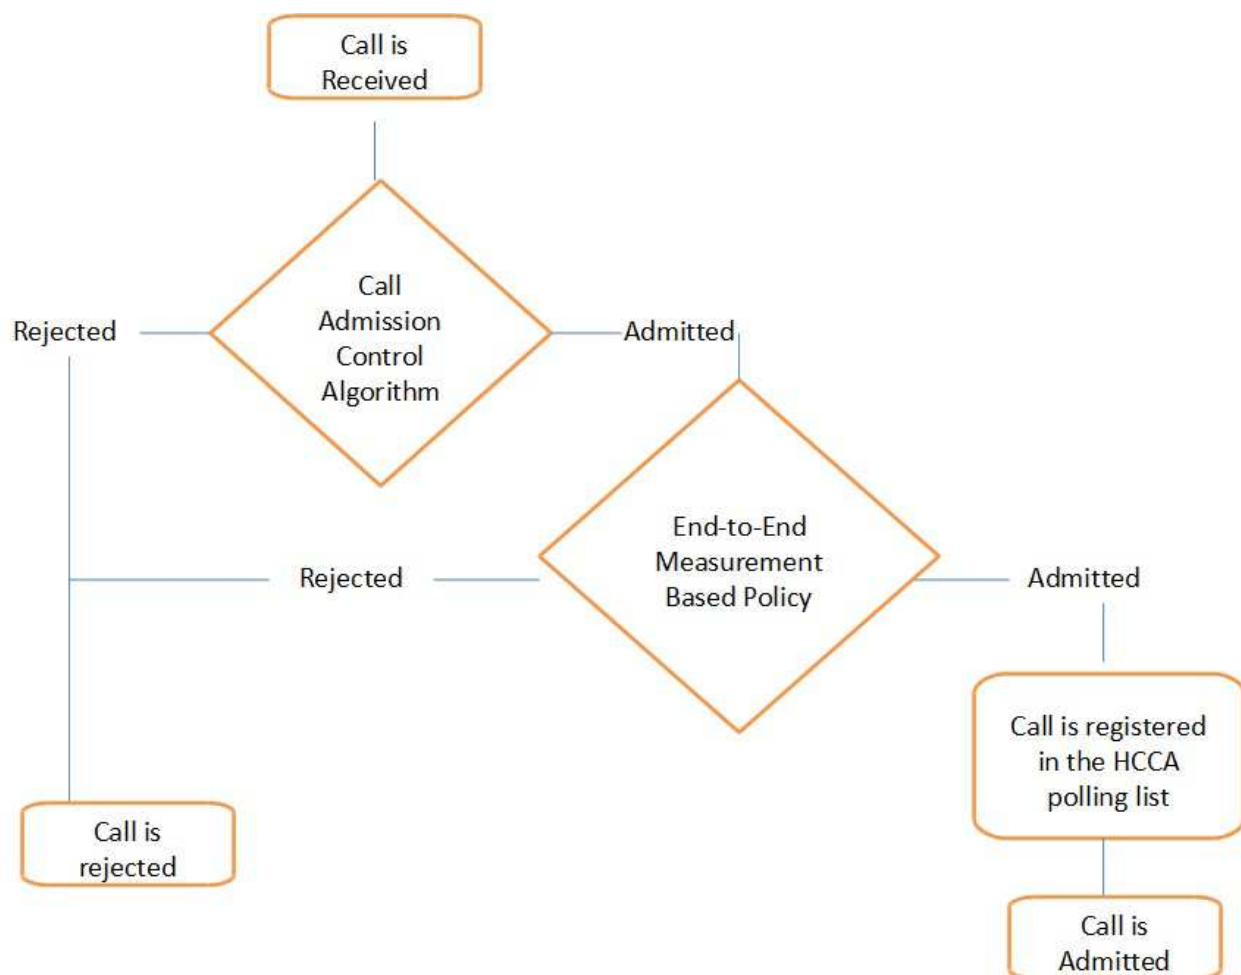 Call is
Received
Call
Admission
Control
Algorithm
Rejected
Admitted
End-to-End
Measurement
Based Policy
Rejected
Admitted
Call is registered
in the HCCA
polling list
Call is
rejected
Call is
Admitted